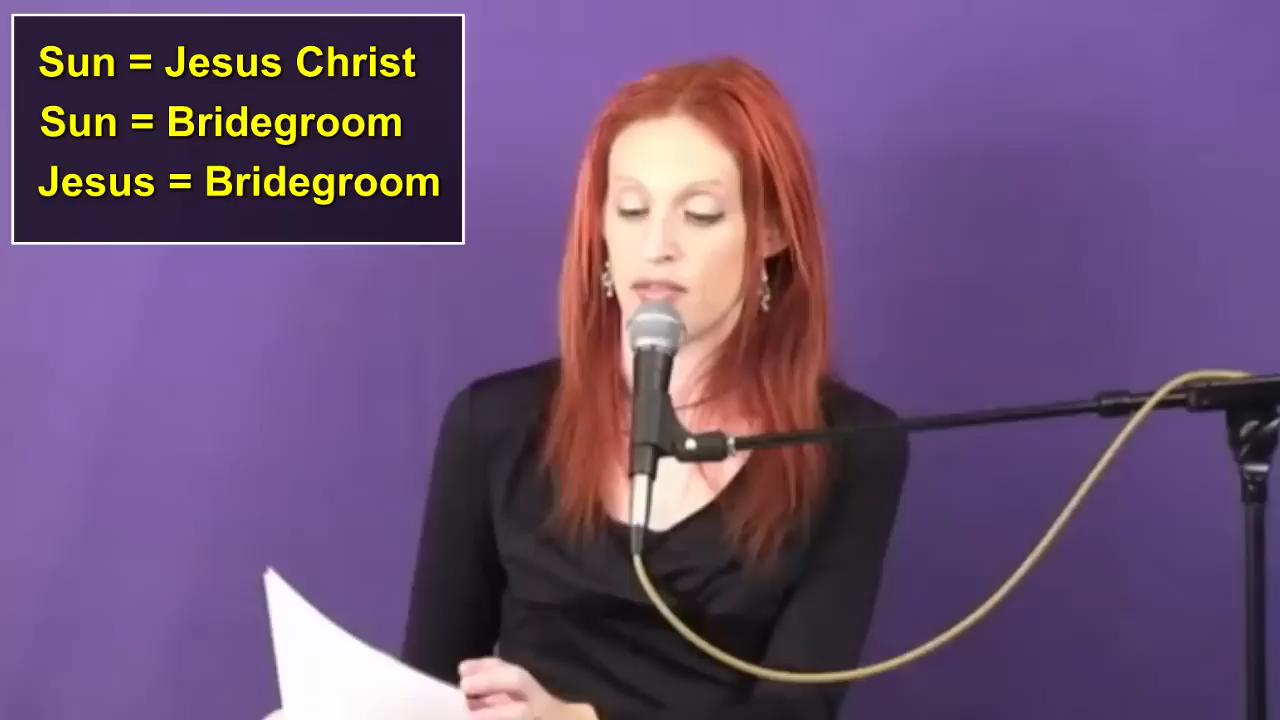 Sun = Jesus Christ
Sun = Bridegroom
Jesus = Bridegroom